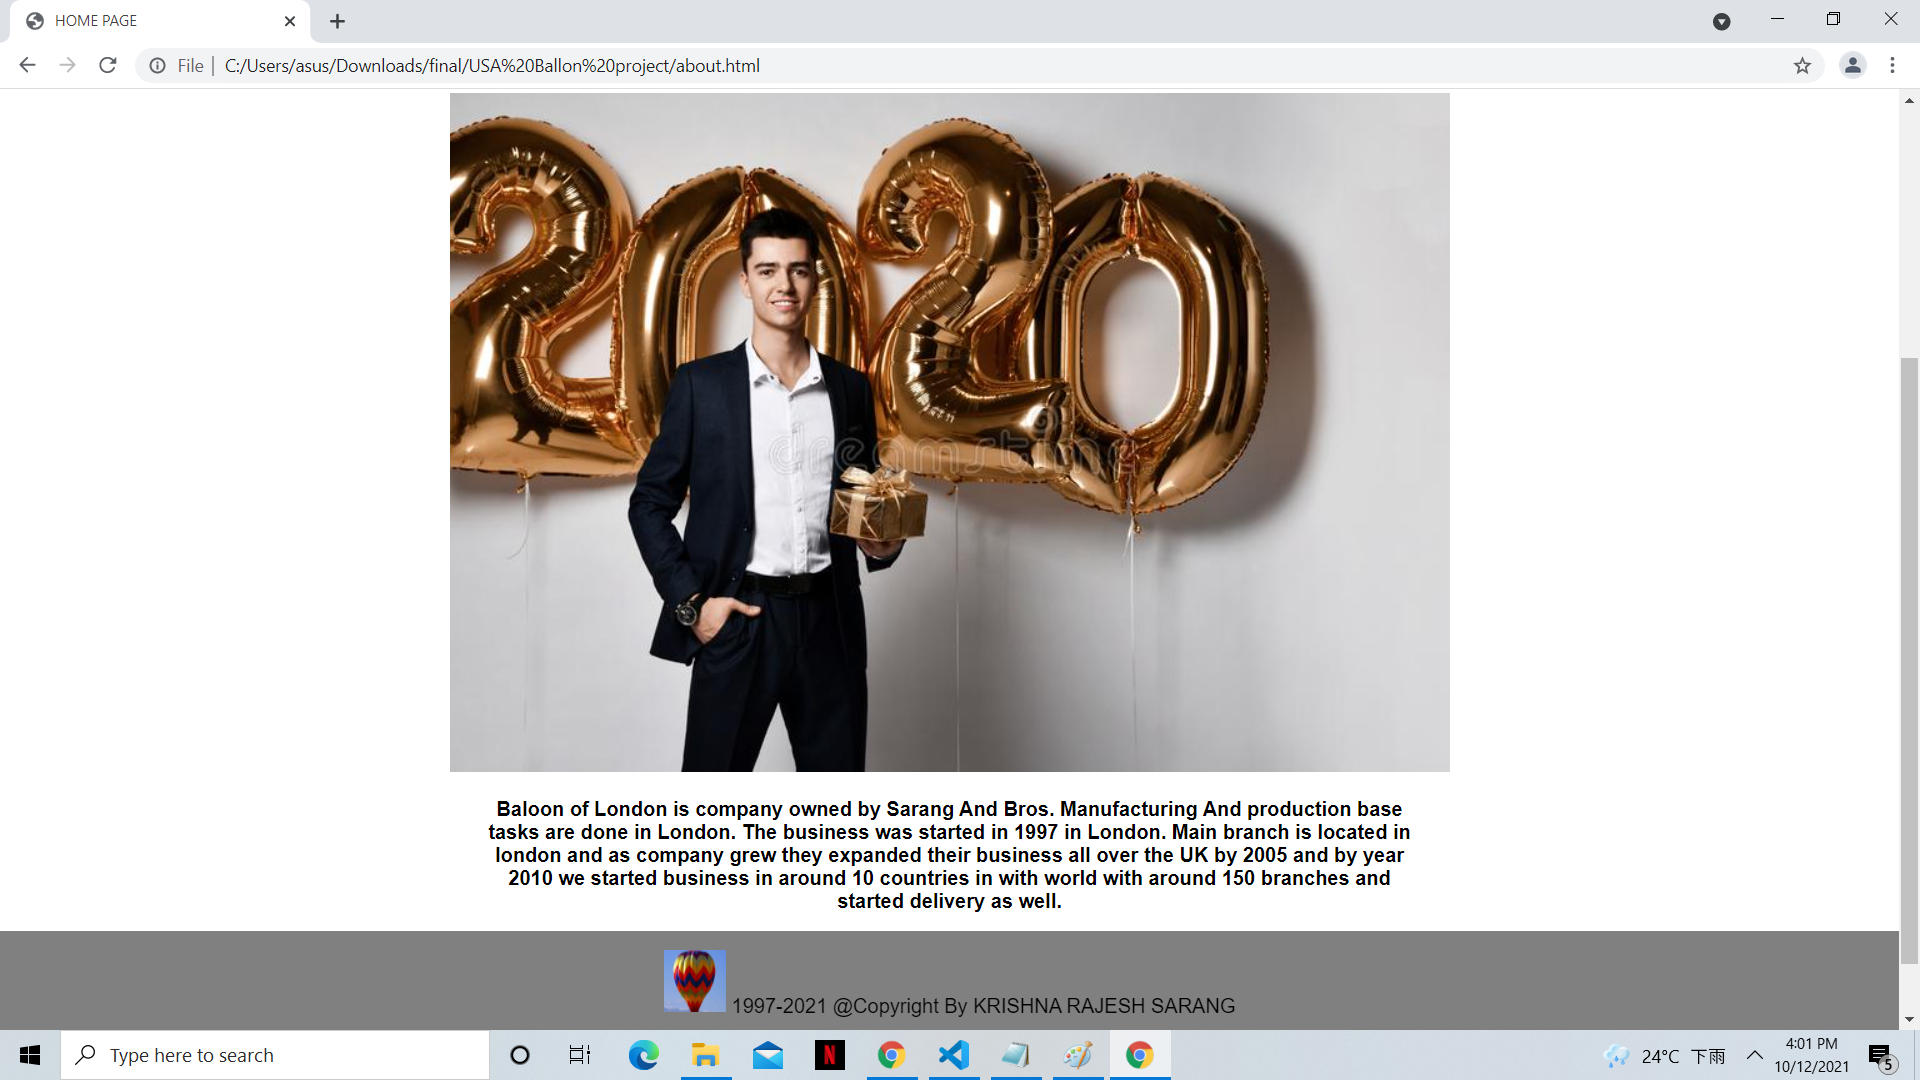 HOME PAGE
File
C:/Users/asus/Downloads/final/USA%20Ballon%20project/about.html
2020
dreamstime
Baloon of London is company owned by Sarang And Bros. Manufacturing And production base
tasks are done in London. The business was started in 1997 in London. Main branch is located in
london and as company grew they expanded their business all over the UK by 2005 and by year
2010 we started business in around 10 countries in with world with around 150 branches and
started delivery as well.
1997-2021 @Copyright By KRISHNA RAJESH SARANG
Type here to search
N
24°C 下雨
4:01 PM
10/12/2021
5